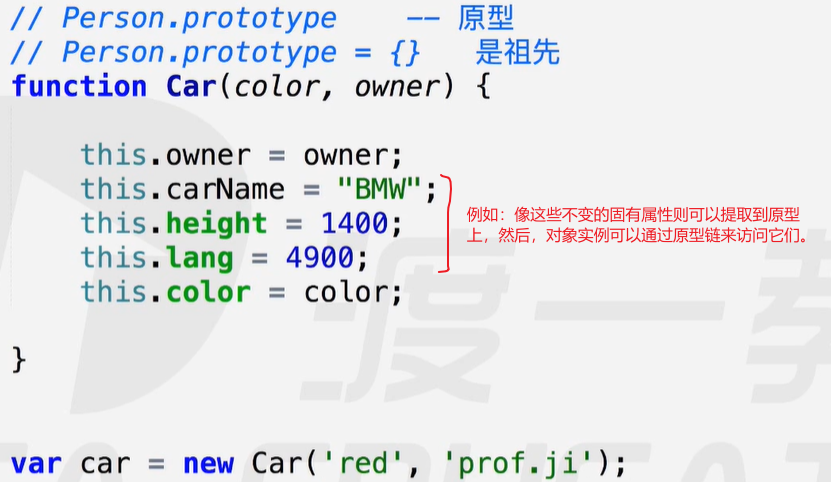 // Person.prototype    -- 原型
// Person.prototype = {}   是祖先
function Car(color, owner) {
    this.owner = owner;
    this.carName = "BMW";
    this.height = 1400;
    this.lang = 4900;
    this.color = color;
例如：像这些不变的固有属性则可以提取到原型
上，然后，对象实例可以通过原型链来访问它们。
}
var car = new Car('red', 'prof.ji');
渡一教